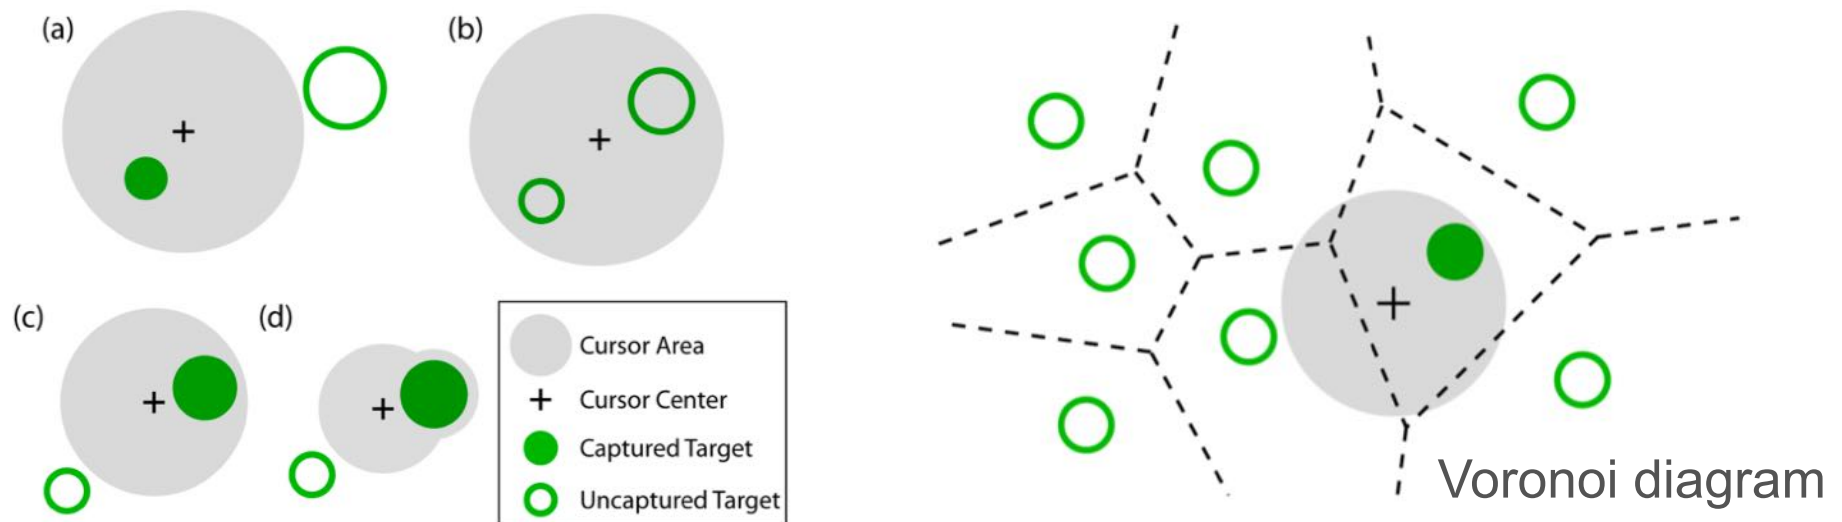 (a)
(b)
(c)
(d)
Cursor Area
Cursor Center
Captured Target
Uncaptured Target
Voronoi diagram